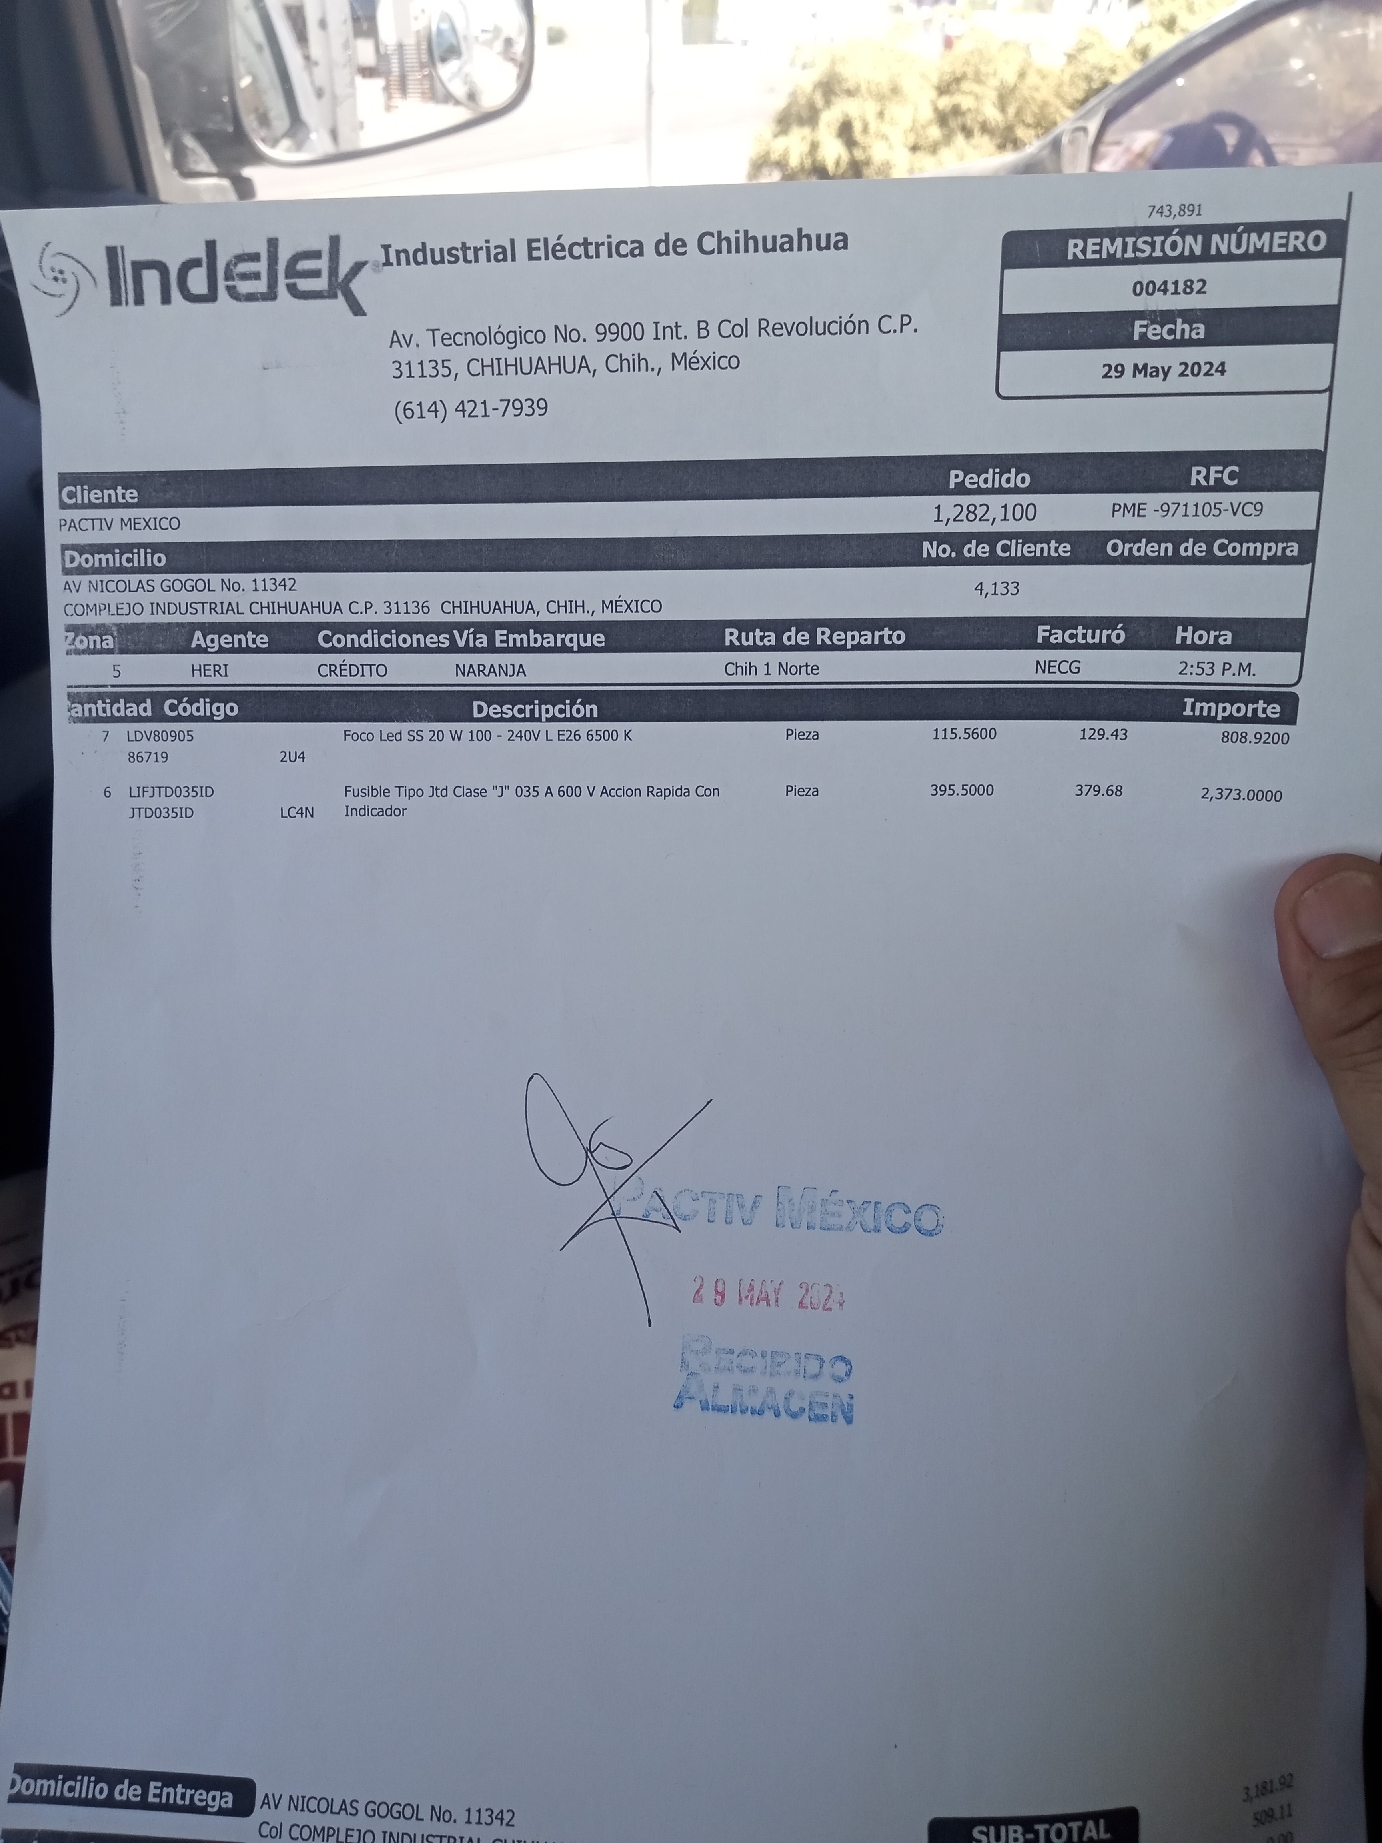 743,891
Indelek Industrial Eléctrica de Chihuahua
REMISIÓN NÚMERO
004182
Av. Tecnológico No. 9900 Int. B Col Revolución C.P.
31135, CHIHUAHUA, Chih., México
(614) 421-7939
Fecha
29 May 2024
Cliente Pedido RFC
PACTIV MEXICO 1,282,100 PME -971105-VC9
Domicilio No. de Cliente Orden de Compra
AV NICOLAS GOGOL No. 11342 4,133
COMPLEJO INDUSTRIAL CHIHUAHUA C.P. 31136 CHIHUAHUA, CHIH., MÉXICO
Zona Agente Condiciones Vía Embarque Ruta de Reparto Facturó Hora
5 HERI CRÉDITO NARANJA Chih 1 Norte NECG 2:53 P.M.
antidad Código Descripción Importe
7 LDV80905 Foco Led SS 20 W 100 - 240V L E26 6500 K Pieza 115.5600 129.43 808.9200
86719 2U4
6 LIFJTD035ID Fusible Tipo Jtd Clase "J" 035 A 600 V Accion Rapida Con Pieza 395.5000 379.68 2,373.0000
JTD035ID LC4N Indicador
PACTIV MÉXICO
29 MAY 2024
RECIBIDO
ALMACEN
Domicilio de Entrega AV NICOLAS GOGOL No. 11342 3,181.92
Col COMPLEJO INDUSTRIAL SUB-TOTAL 509.11